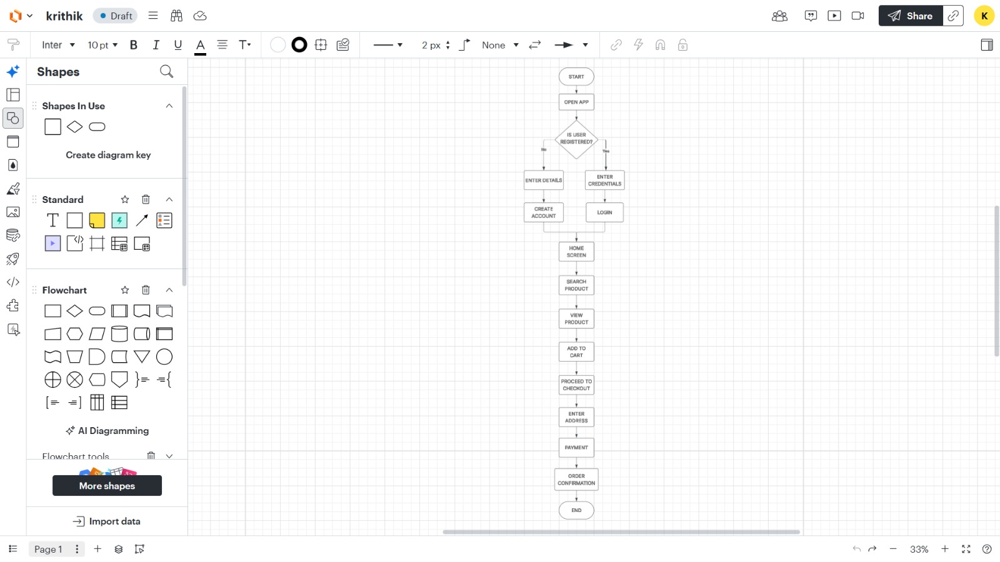 krithik
Draft
Share
K
Inter
10 pt
B
I
U
A
T
2 px
None
Shapes
Shapes In Use
Create diagram key
Standard
T
Flowchart
AI Diagramming
Flowchart tools
More shapes
Import data
START
OPEN APP
IS USER
REGISTERED?
No
Yes
ENTER DETAILS
ENTER
CREDENTIALS
CREATE
ACCOUNT
LOGIN
HOME
SCREEN
SEARCH
PRODUCT
VIEW
PRODUCT
ADD TO
CART
PROCEED TO
CHECKOUT
ENTER
ADDRESS
PAYMENT
ORDER
CONFIRMATION
END
Page 1
33%